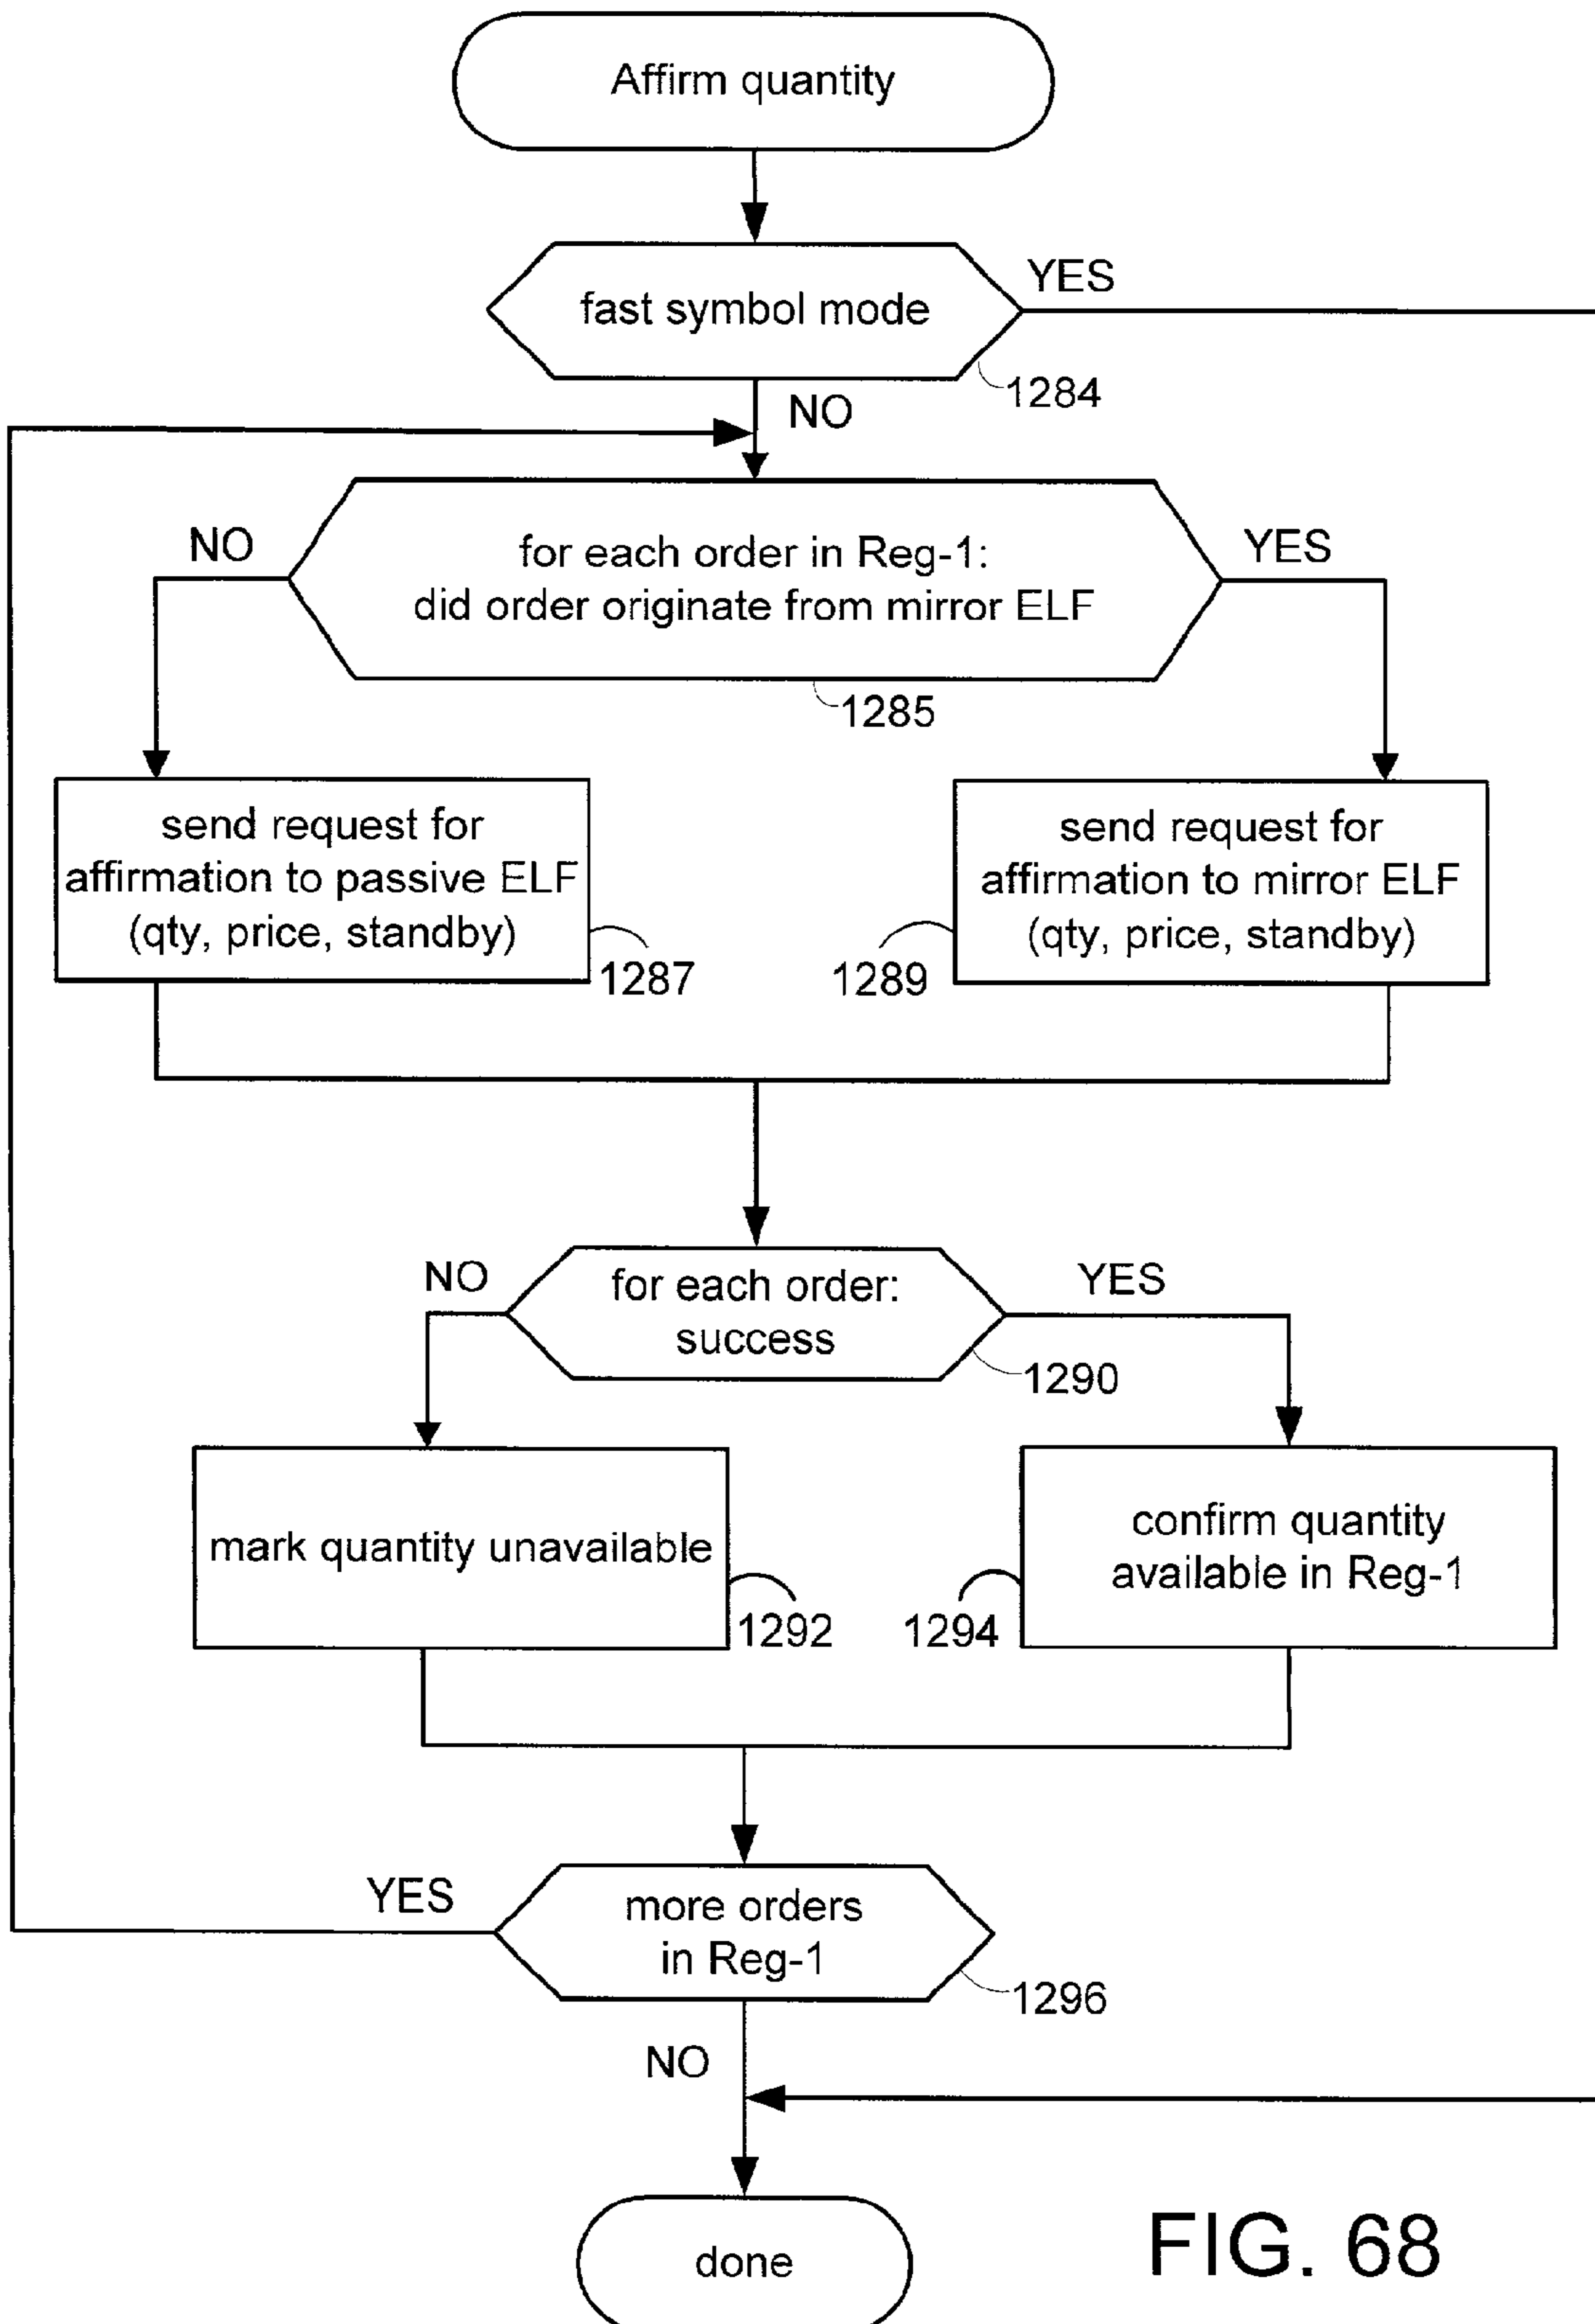 Affirm quantity
fast symbol mode
YES
1284
NO
NO
for each order in Reg-1:
did order originate from mirror ELF
YES
1285
send request for
affirmation to passive ELF
(qty, price, standby)
1287
send request for
affirmation to mirror ELF
(qty, price, standby)
1289
NO
for each order:
success
YES
1290
mark quantity unavailable
1292
confirm quantity
available in Reg-1
1294
YES
more orders
in Reg-1
1296
NO
done
FIG. 68